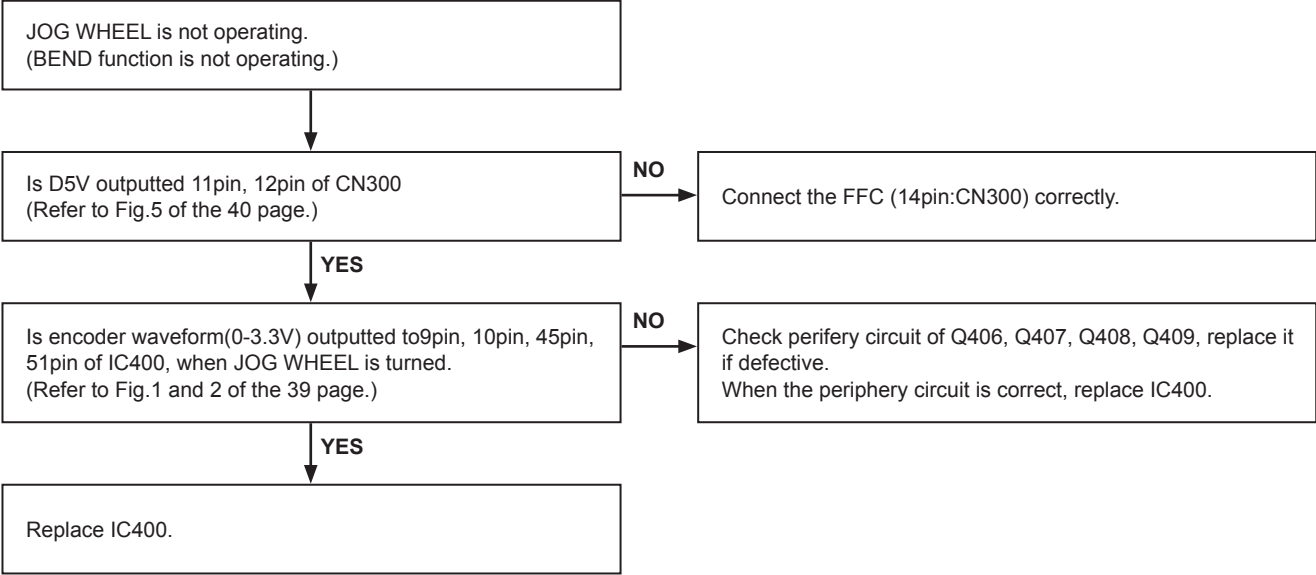 JOG WHEEL is not operating.
(BEND function is not operating.)
Is D5V outputted 11pin, 12pin of CN300
(Refer to Fig.5 of the 40 page.)
NO
Connect the FFC (14pin:CN300) correctly.
YES
Is encoder waveform(0-3.3V) outputted to9pin, 10pin, 45pin,
51pin of IC400, when JOG WHEEL is turned.
(Refer to Fig.1 and 2 of the 39 page.)
NO
Check perifery circuit of Q406, Q407, Q408, Q409, replace it
if defective.
When the periphery circuit is correct, replace IC400.
YES
Replace IC400.